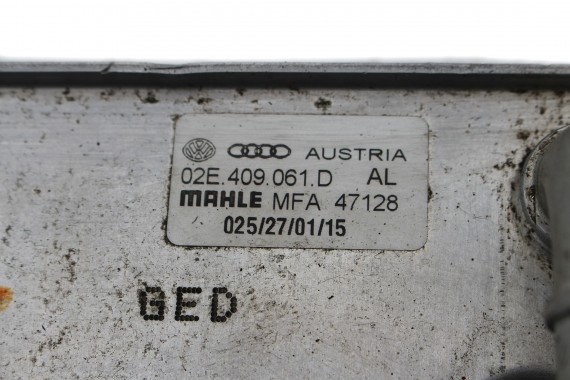 AUSTRIA
02E.409.061.D AL
MAHLE MFA 47128
025/27/01/15
GED